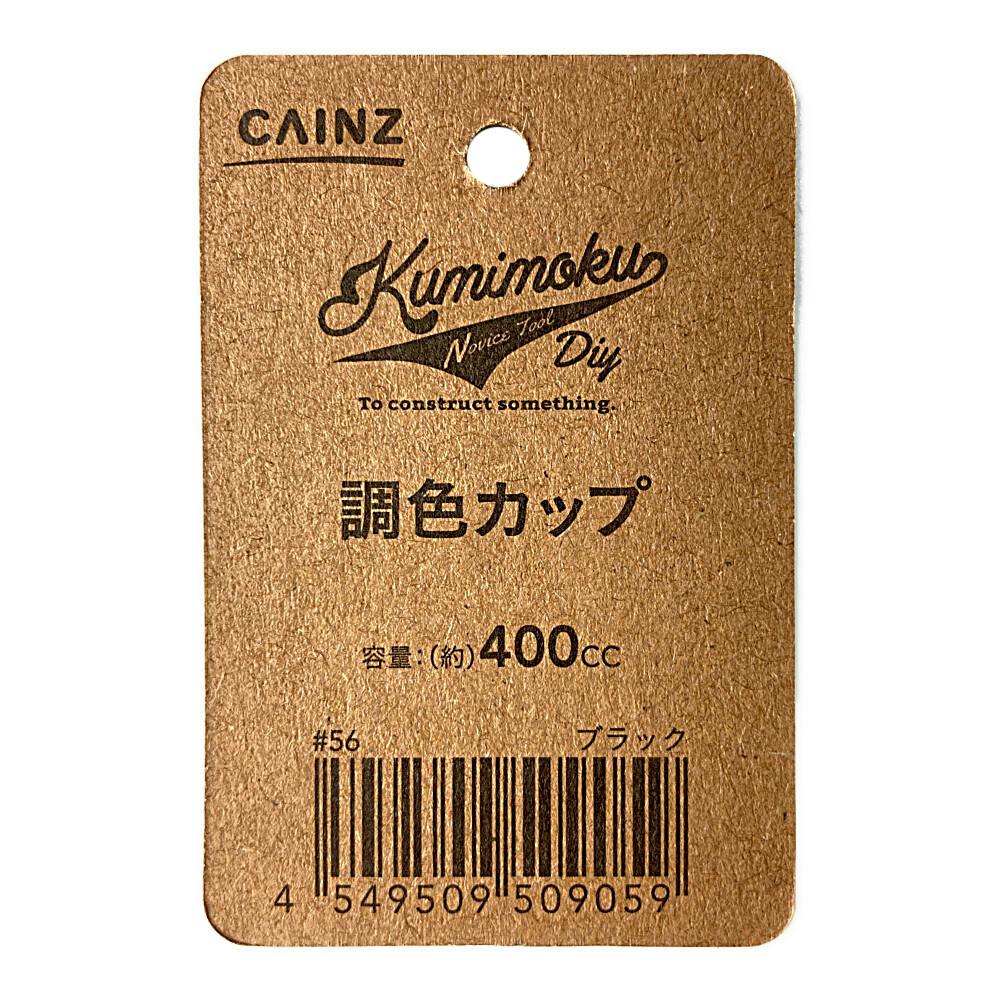 CAINZ
Kumimoku
Novice Tool
Diy
To construct something.
調色カップ
容量:(約)400CC
#56 ブラック
4 549509 509059